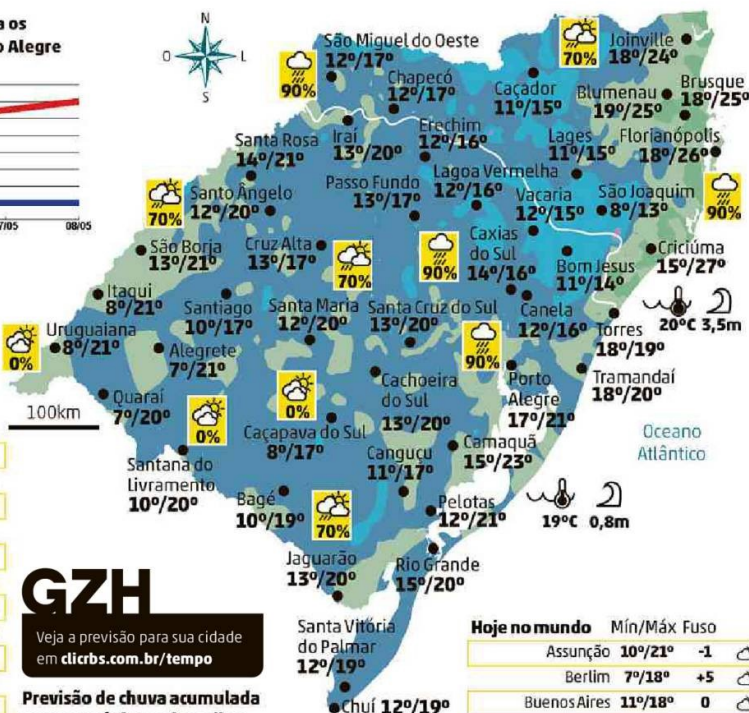 a os
o Alegre
7/05
08/05
N
O
L
S
90%
São Miguel do Oeste
12º/17º
Chapecó
12º/17º
Caçador
11º/15º
70%
Joinville
18º/24º
Blumenau
19º/25º
Brusque
18º/25º
Santa Rosa
14º/21º
Iraí
13º/20º
Erechim
12º/16º
Lages
11º/15º
Florianópolis
18º/26º
70%
Santo Ângelo
12º/20º
Passo Fundo
13º/17º
Lagoa Vermelha
12º/16º
Vacaria
12º/15º
São Joaquim
8º/13º
90%
São Borja
13º/21º
Cruz Alta
13º/17º
70%
90%
Caxias
do Sul
14º/16º
Bom Jesus
11º/14º
Criciúma
15º/27º
Itaqui
8º/21º
Santiago
10º/17º
Santa Maria
12º/20º
Santa Cruz do Sul
13º/20º
Canela
12º/16º
Torres
18º/19º
20ºC 3,5m
0%
Uruguaiana
8º/21º
Alegrete
7º/21º
90%
Quaraí
7º/20º
100km
0%
0%
Caçapava do Sul
8º/17º
Cachoeira
do Sul
13º/20º
Porto
Alegre
17º/21º
Tramandaí
18º/20º
Oceano
Atlântico
Santana do
Livramento
10º/20º
Bagé
10º/19º
70%
Canguçu
11º/17º
Camaquã
15º/23º
Pelotas
12º/21º
19ºC 0,8m
Jaguarão
13º/20º
Rio Grande
15º/20º
GZH
Veja a previsão para sua cidade
em clicrbs.com.br/tempo
Santa Vitória
do Palmar
12º/19º
Chuí 12º/19º
Previsão de chuva acumulada
Hoje no mundo Mín/Máx Fuso
Assunção 10º/21º -1
Berlim 7º/18º +5
Buenos Aires 11º/18º 0